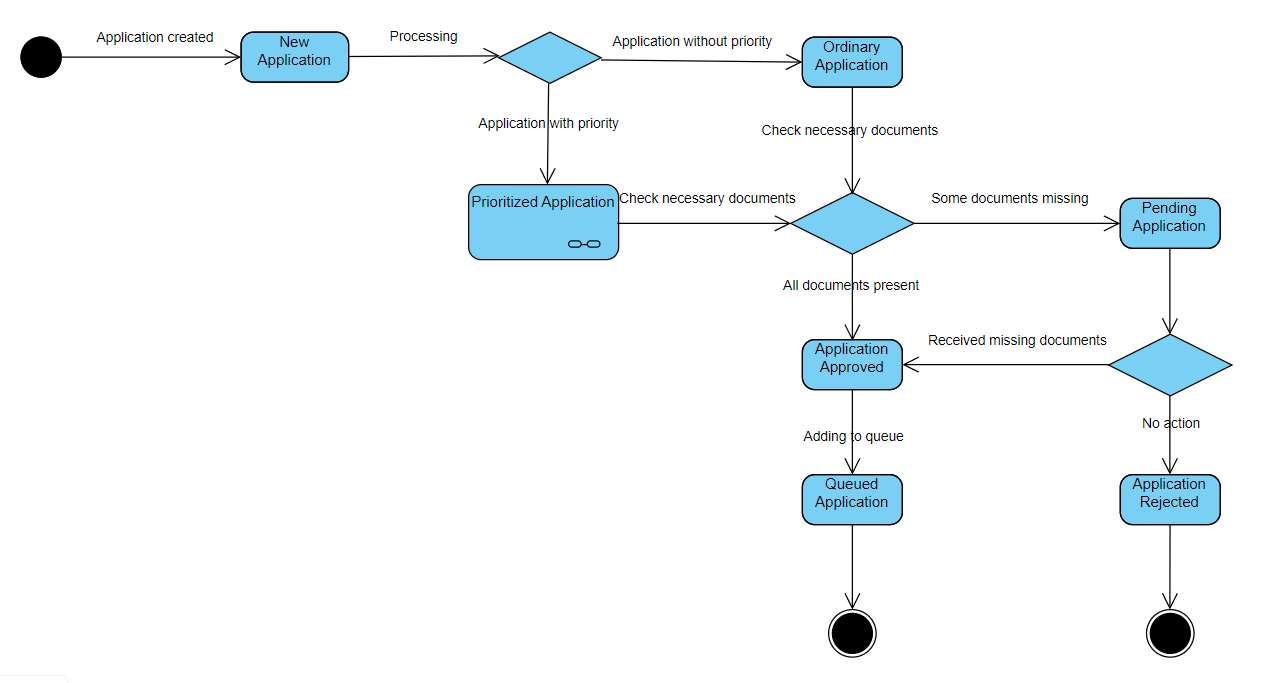 Application created
New
Application
Processing
Application without priority
Ordinary
Application
Application with priority
Check necessary documents
Prioritized Application
Check necessary documents
Some documents missing
Pending
Application
All documents present
Application
Approved
Received missing documents
No action
Adding to queue
Queued
Application
Application
Rejected